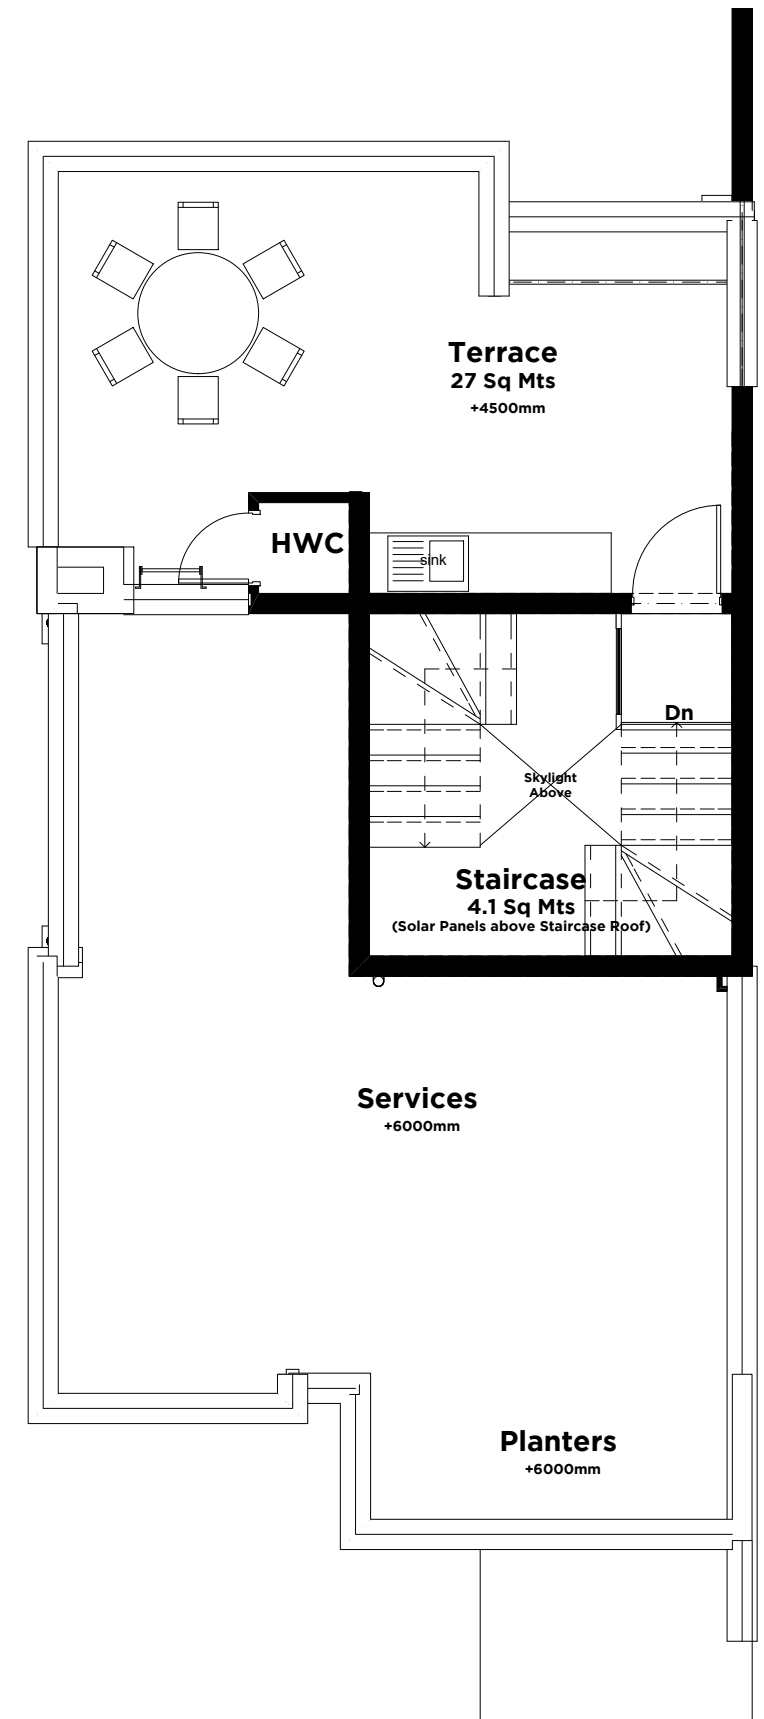 Terrace
27 Sq Mts
+4500mm
HWC
sink
Dn
Skylight
Above
Staircase
4.1 Sq Mts
(Solar Panels above Staircase Roof)
Services
+6000mm
Planters
+6000mm